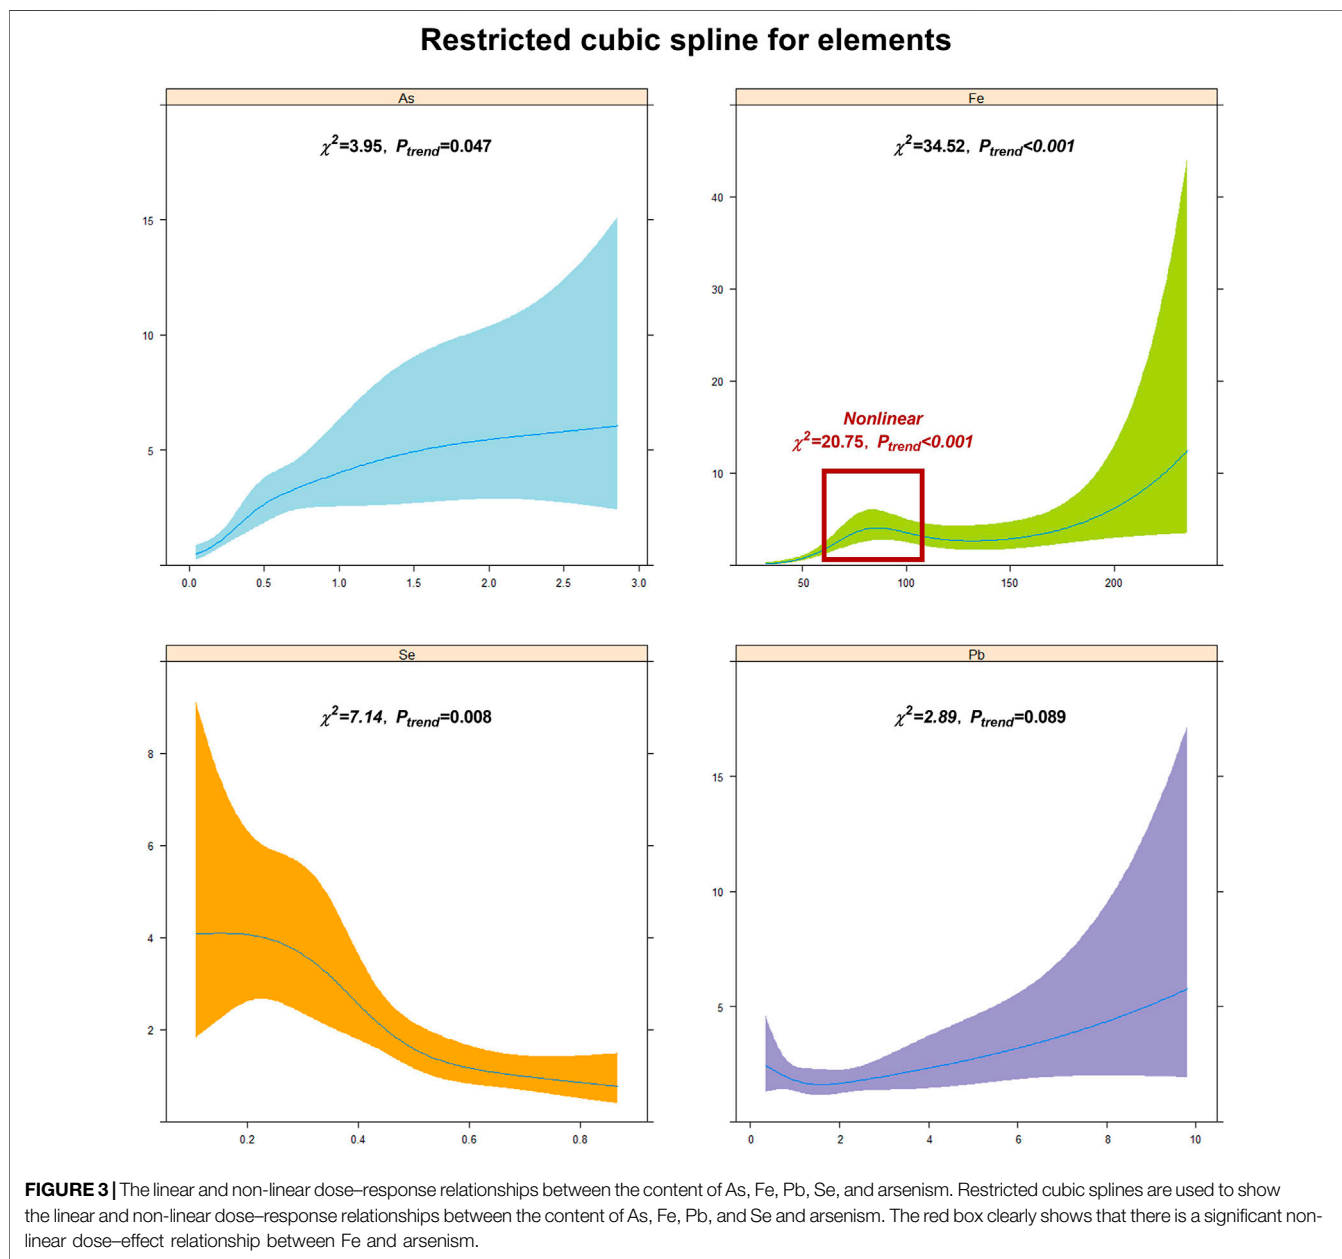 Restricted cubic spline for elements
As
χ²=3.95, Ptrend=0.047
15
10
5
0.0 0.5 1.0 1.5 2.0 2.5 3.0
Fe
χ²=34.52, Ptrend<0.001
40
30
20
10
Nonlinear
χ²=20.75, Ptrend<0.001
50 100 150 200
Se
χ²=7.14, Ptrend=0.008
8
6
4
2
0.2 0.4 0.6 0.8
Pb
χ²=2.89, Ptrend=0.089
15
10
5
0 2 4 6 8 10
FIGURE 3 | The linear and non-linear dose–response relationships between the content of As, Fe, Pb, Se, and arsenism. Restricted cubic splines are used to show
the linear and non-linear dose–response relationships between the content of As, Fe, Pb, and Se and arsenism. The red box clearly shows that there is a significant non-
linear dose–effect relationship between Fe and arsenism.